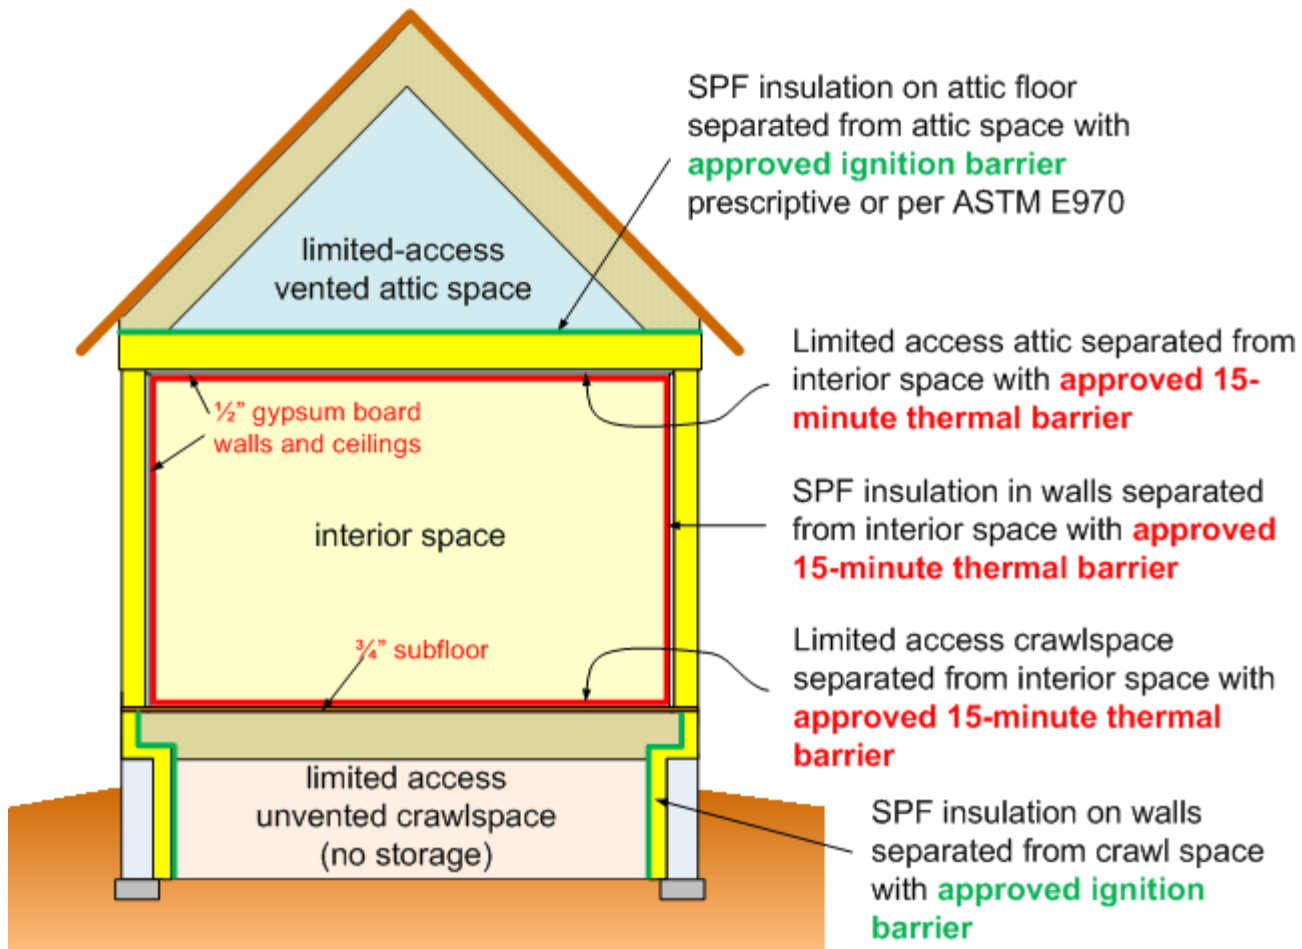 SPF insulation on attic floor
separated from attic space with
approved ignition barrier
prescriptive or per ASTM E970
limited-access
vented attic space
Limited access attic separated from
interior space with approved 15-
minute thermal barrier
½” gypsum board
walls and ceilings
SPF insulation in walls separated
from interior space with approved
15-minute thermal barrier
interior space
Limited access crawlspace
separated from interior space with
approved 15-minute thermal
barrier
¾” subfloor
limited access
unvented crawlspace
(no storage)
SPF insulation on walls
separated from crawl space
with approved ignition
barrier